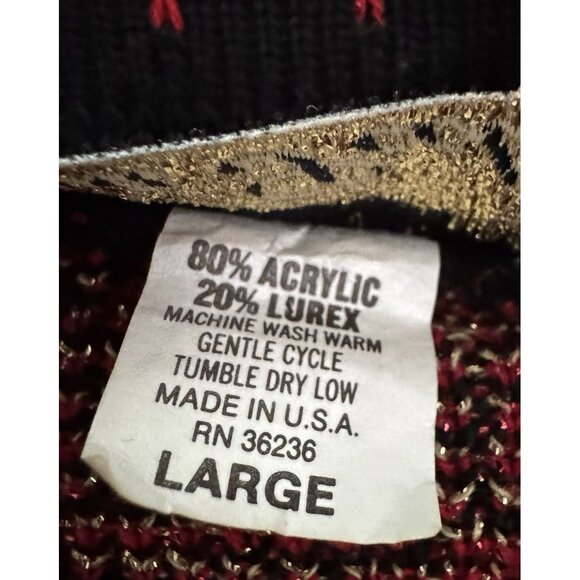 80% ACRYLIC
20% LUREX
MACHINE WASH WARM
GENTLE CYCLE
TUMBLE DRY LOW
MADE IN U.S.A.
RN 36236
LARGE